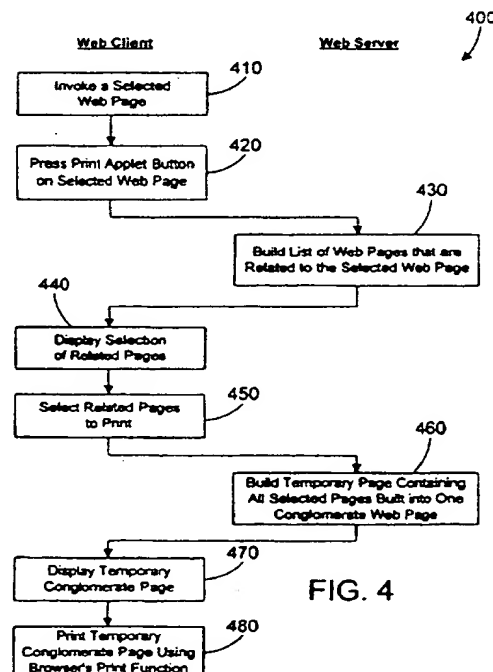 400
Web Client
Web Server
410
Invoke a Selected
Web Page
420
Press Print Applet Button
on Selected Web Page
430
Build List of Web Pages that are
Related to the Selected Web Page
440
Display Selection
of Related Pages
450
Select Related Pages
to Print
460
Build Temporary Page Containing
All Selected Pages Built into One
Conglomerate Web Page
470
Display Temporary
Conglomerate Page
FIG. 4
480
Print Temporary
Conglomerate Page Using
Browser's Print Function